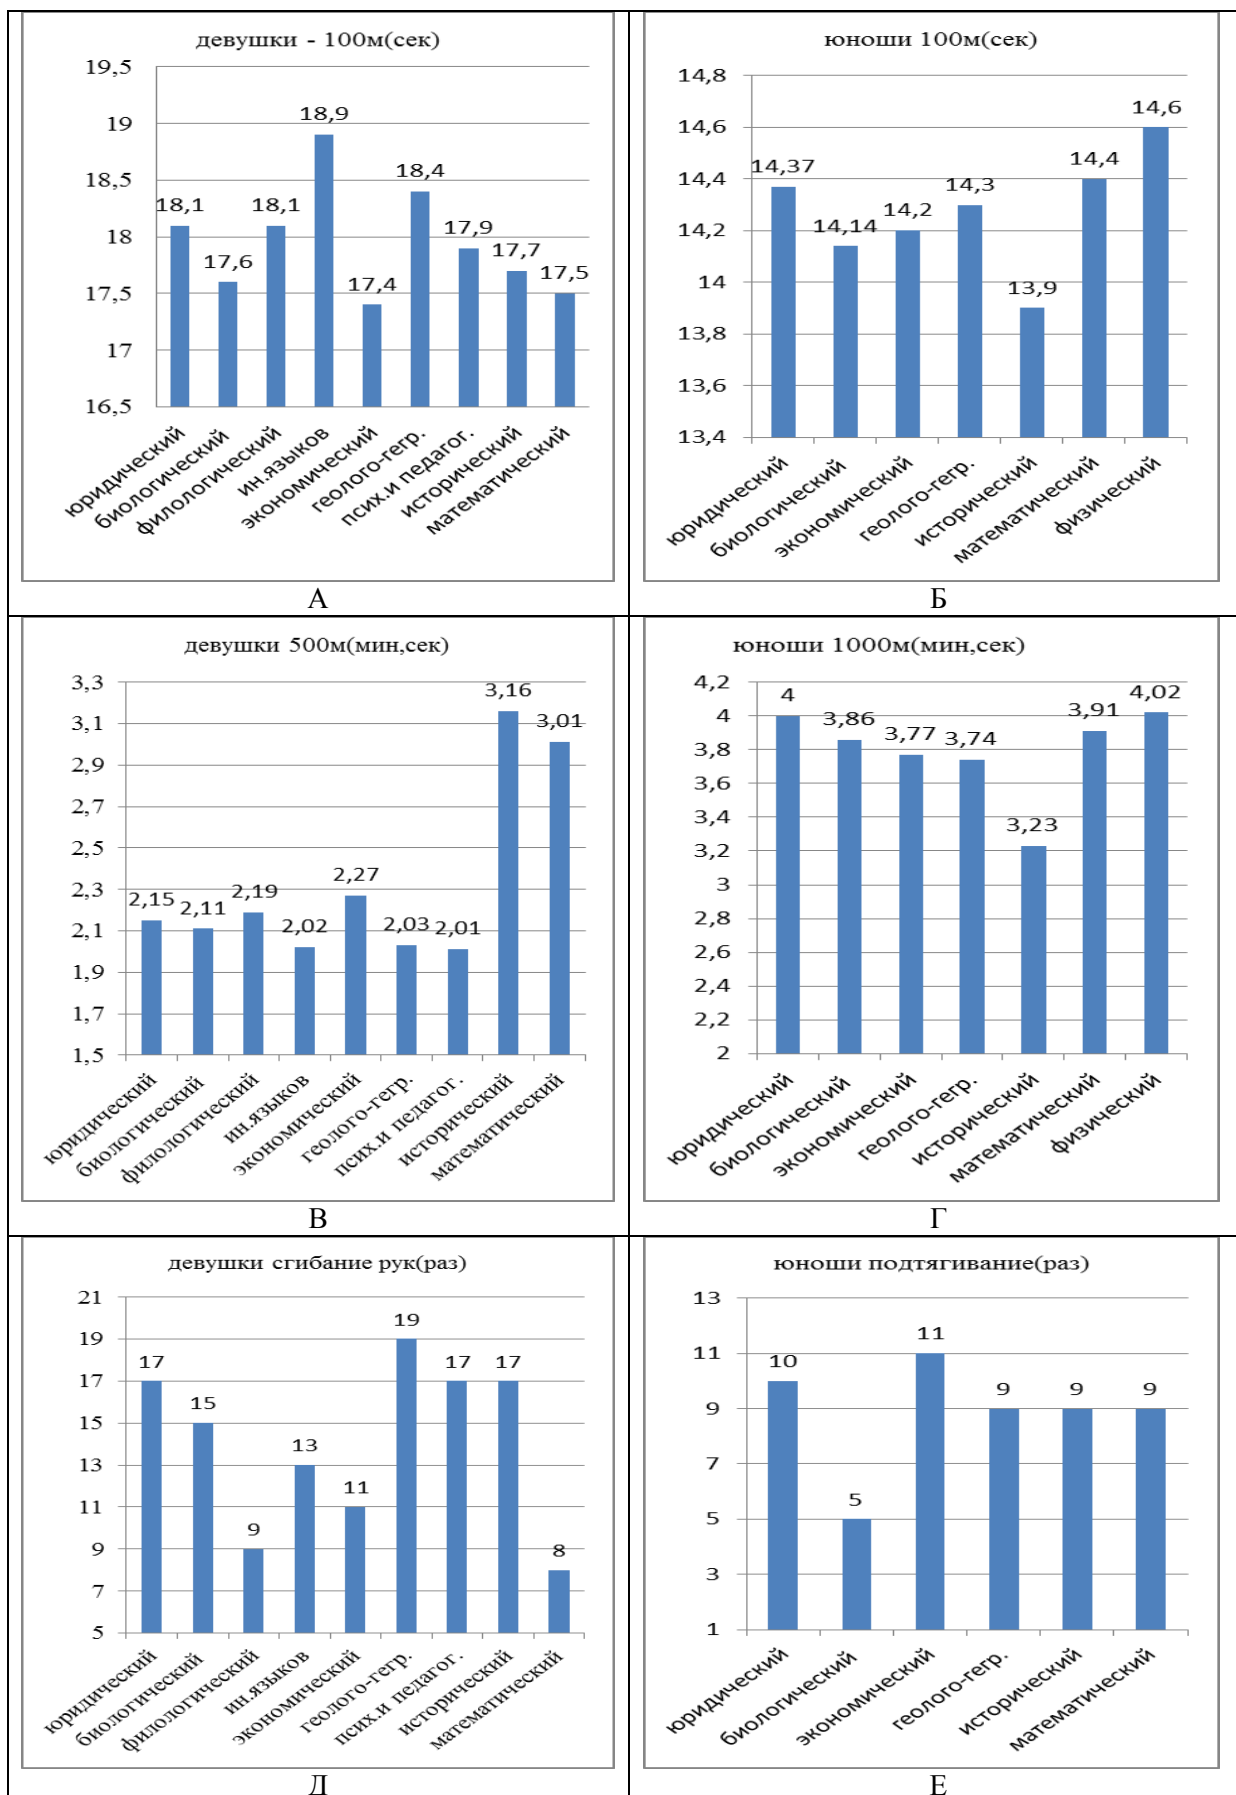 девушки - 100м(сек)
19,5
19
18,5
18
17,5
17
16,5
18,1
17,6
18,1
18,9
17,4
18,4
17,9
17,7
17,5
юридический
биологический
филологический
ин.языков
экономический
геолого-гегр.
псих.и педагог.
исторический
математический
А
юноши 100м(сек)
14,8
14,6
14,4
14,2
14
13,8
13,6
13,4
14,37
14,14
14,2
14,3
13,9
14,4
14,6
юридический
биологический
экономический
геолого-гегр.
исторический
математический
физический
Б
девушки 500м(мин,сек)
3,3
3,1
2,9
2,7
2,5
2,3
2,1
1,9
1,7
1,5
2,15
2,11
2,19
2,02
2,27
2,03
2,01
3,16
3,01
юридический
биологический
филологический
ин.языков
экономический
геолого-гегр.
псих.и педагог.
исторический
математический
В
юноши 1000м(мин,сек)
4,2
4
3,8
3,6
3,4
3,2
3
2,8
2,6
2,4
2,2
2
4
3,86
3,77
3,74
3,23
3,91
4,02
юридический
биологический
экономический
геолого-гегр.
исторический
математический
физический
Г
девушки сгибание рук(раз)
21
19
17
15
13
11
9
7
5
17
15
9
13
11
19
17
17
8
юридический
биологический
филологический
ин.языков
экономический
геолого-гегр.
псих.и педагог.
исторический
математический
Д
юноши подтягивание(раз)
13
11
9
7
5
3
1
10
5
11
9
9
9
юридический
биологический
экономический
геолого-гегр.
исторический
математический
Е